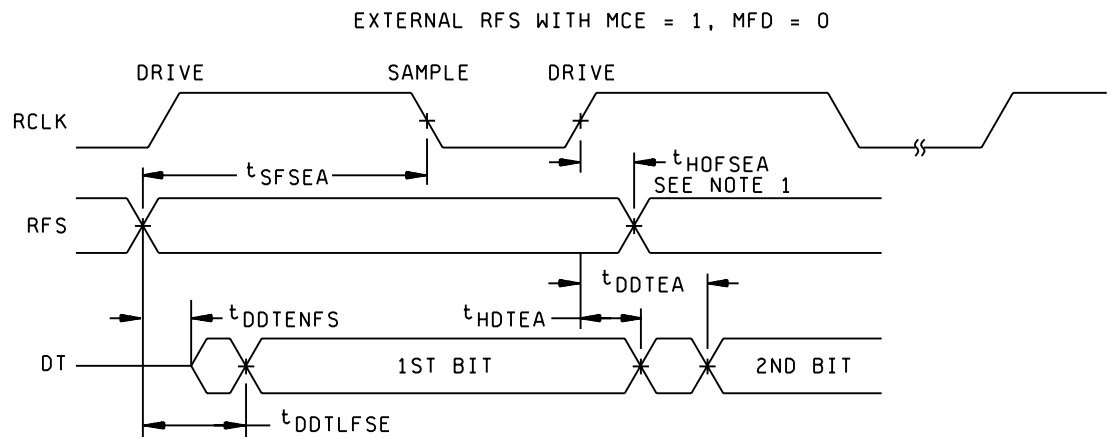 EXTERNAL RFS WITH MCE = 1, MFD = 0
DRIVE SAMPLE DRIVE
RCLK
tSFSEA
tHOFSEA
SEE NOTE 1
RFS
tDDTEA
tDDTENFS
tHDTEA
DT
1ST BIT
2ND BIT
tDDTLFSE